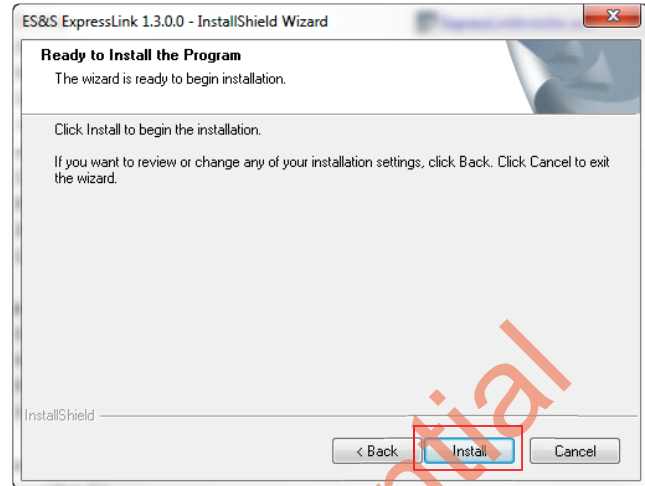 ES&S ExpressLink 1.3.0.0 - InstallShield Wizard
Ready to Install the Program
The wizard is ready to begin installation.
Click Install to begin the installation.
If you want to review or change any of your installation settings, click Back. Click Cancel to exit
the wizard.
InstallShield
< Back Install Cancel